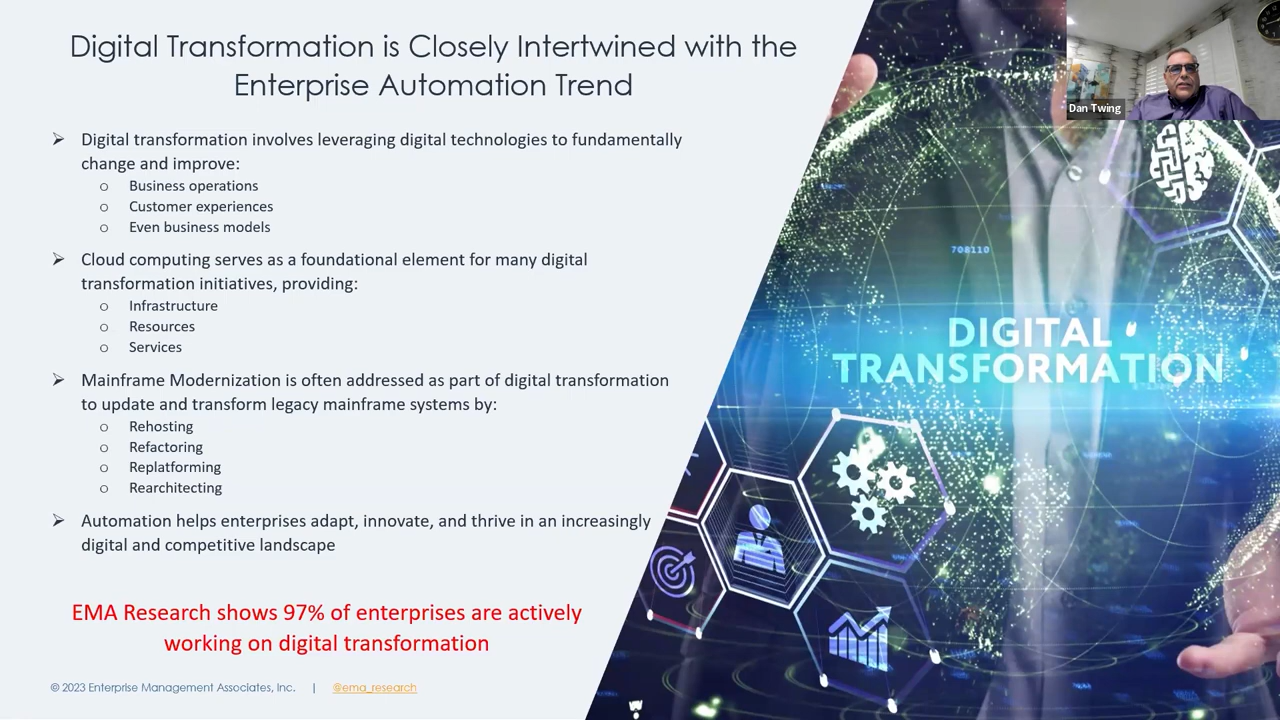 Digital Transformation is Closely Intertwined with the
Enterprise Automation Trend
➢ Digital transformation involves leveraging digital technologies to fundamentally
change and improve:
o Business operations
o Customer experiences
o Even business models
➢ Cloud computing serves as a foundational element for many digital
transformation initiatives, providing:
o Infrastructure
o Resources
o Services
➢ Mainframe Modernization is often addressed as part of digital transformation
to update and transform legacy mainframe systems by:
o Rehosting
o Refactoring
o Replatforming
o Rearchitecting
➢ Automation helps enterprises adapt, innovate, and thrive in an increasingly
digital and competitive landscape
EMA Research shows 97% of enterprises are actively
working on digital transformation
© 2023 Enterprise Management Associates, Inc. | @ema_research
Dan Twing
708110
DIGITAL
TRANSFORMATION